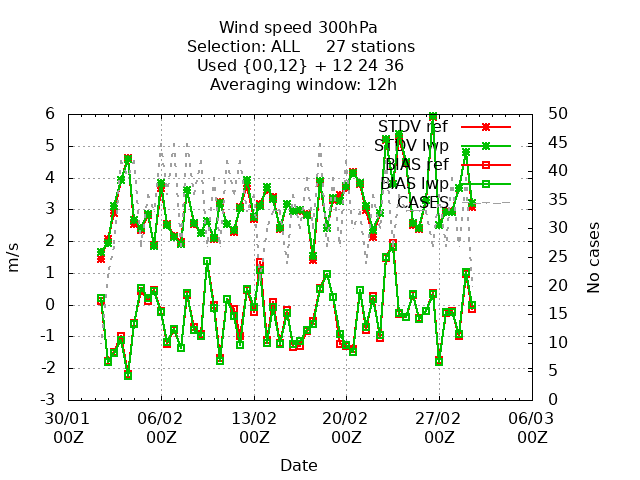 Wind speed 300hPa
Selection: ALL     27 stations
Used {00,12} + 12 24 36
Averaging window: 12h
STDV ref
STDV lwp
BIAS ref
BIAS lwp
CASES
6
5
4
3
2
1
0
-1
-2
-3
m/s
50
45
40
35
30
25
20
15
10
5
0
No cases
30/01 06/02 13/02 20/02 27/02 06/03
00Z 00Z 00Z 00Z 00Z 00Z
Date